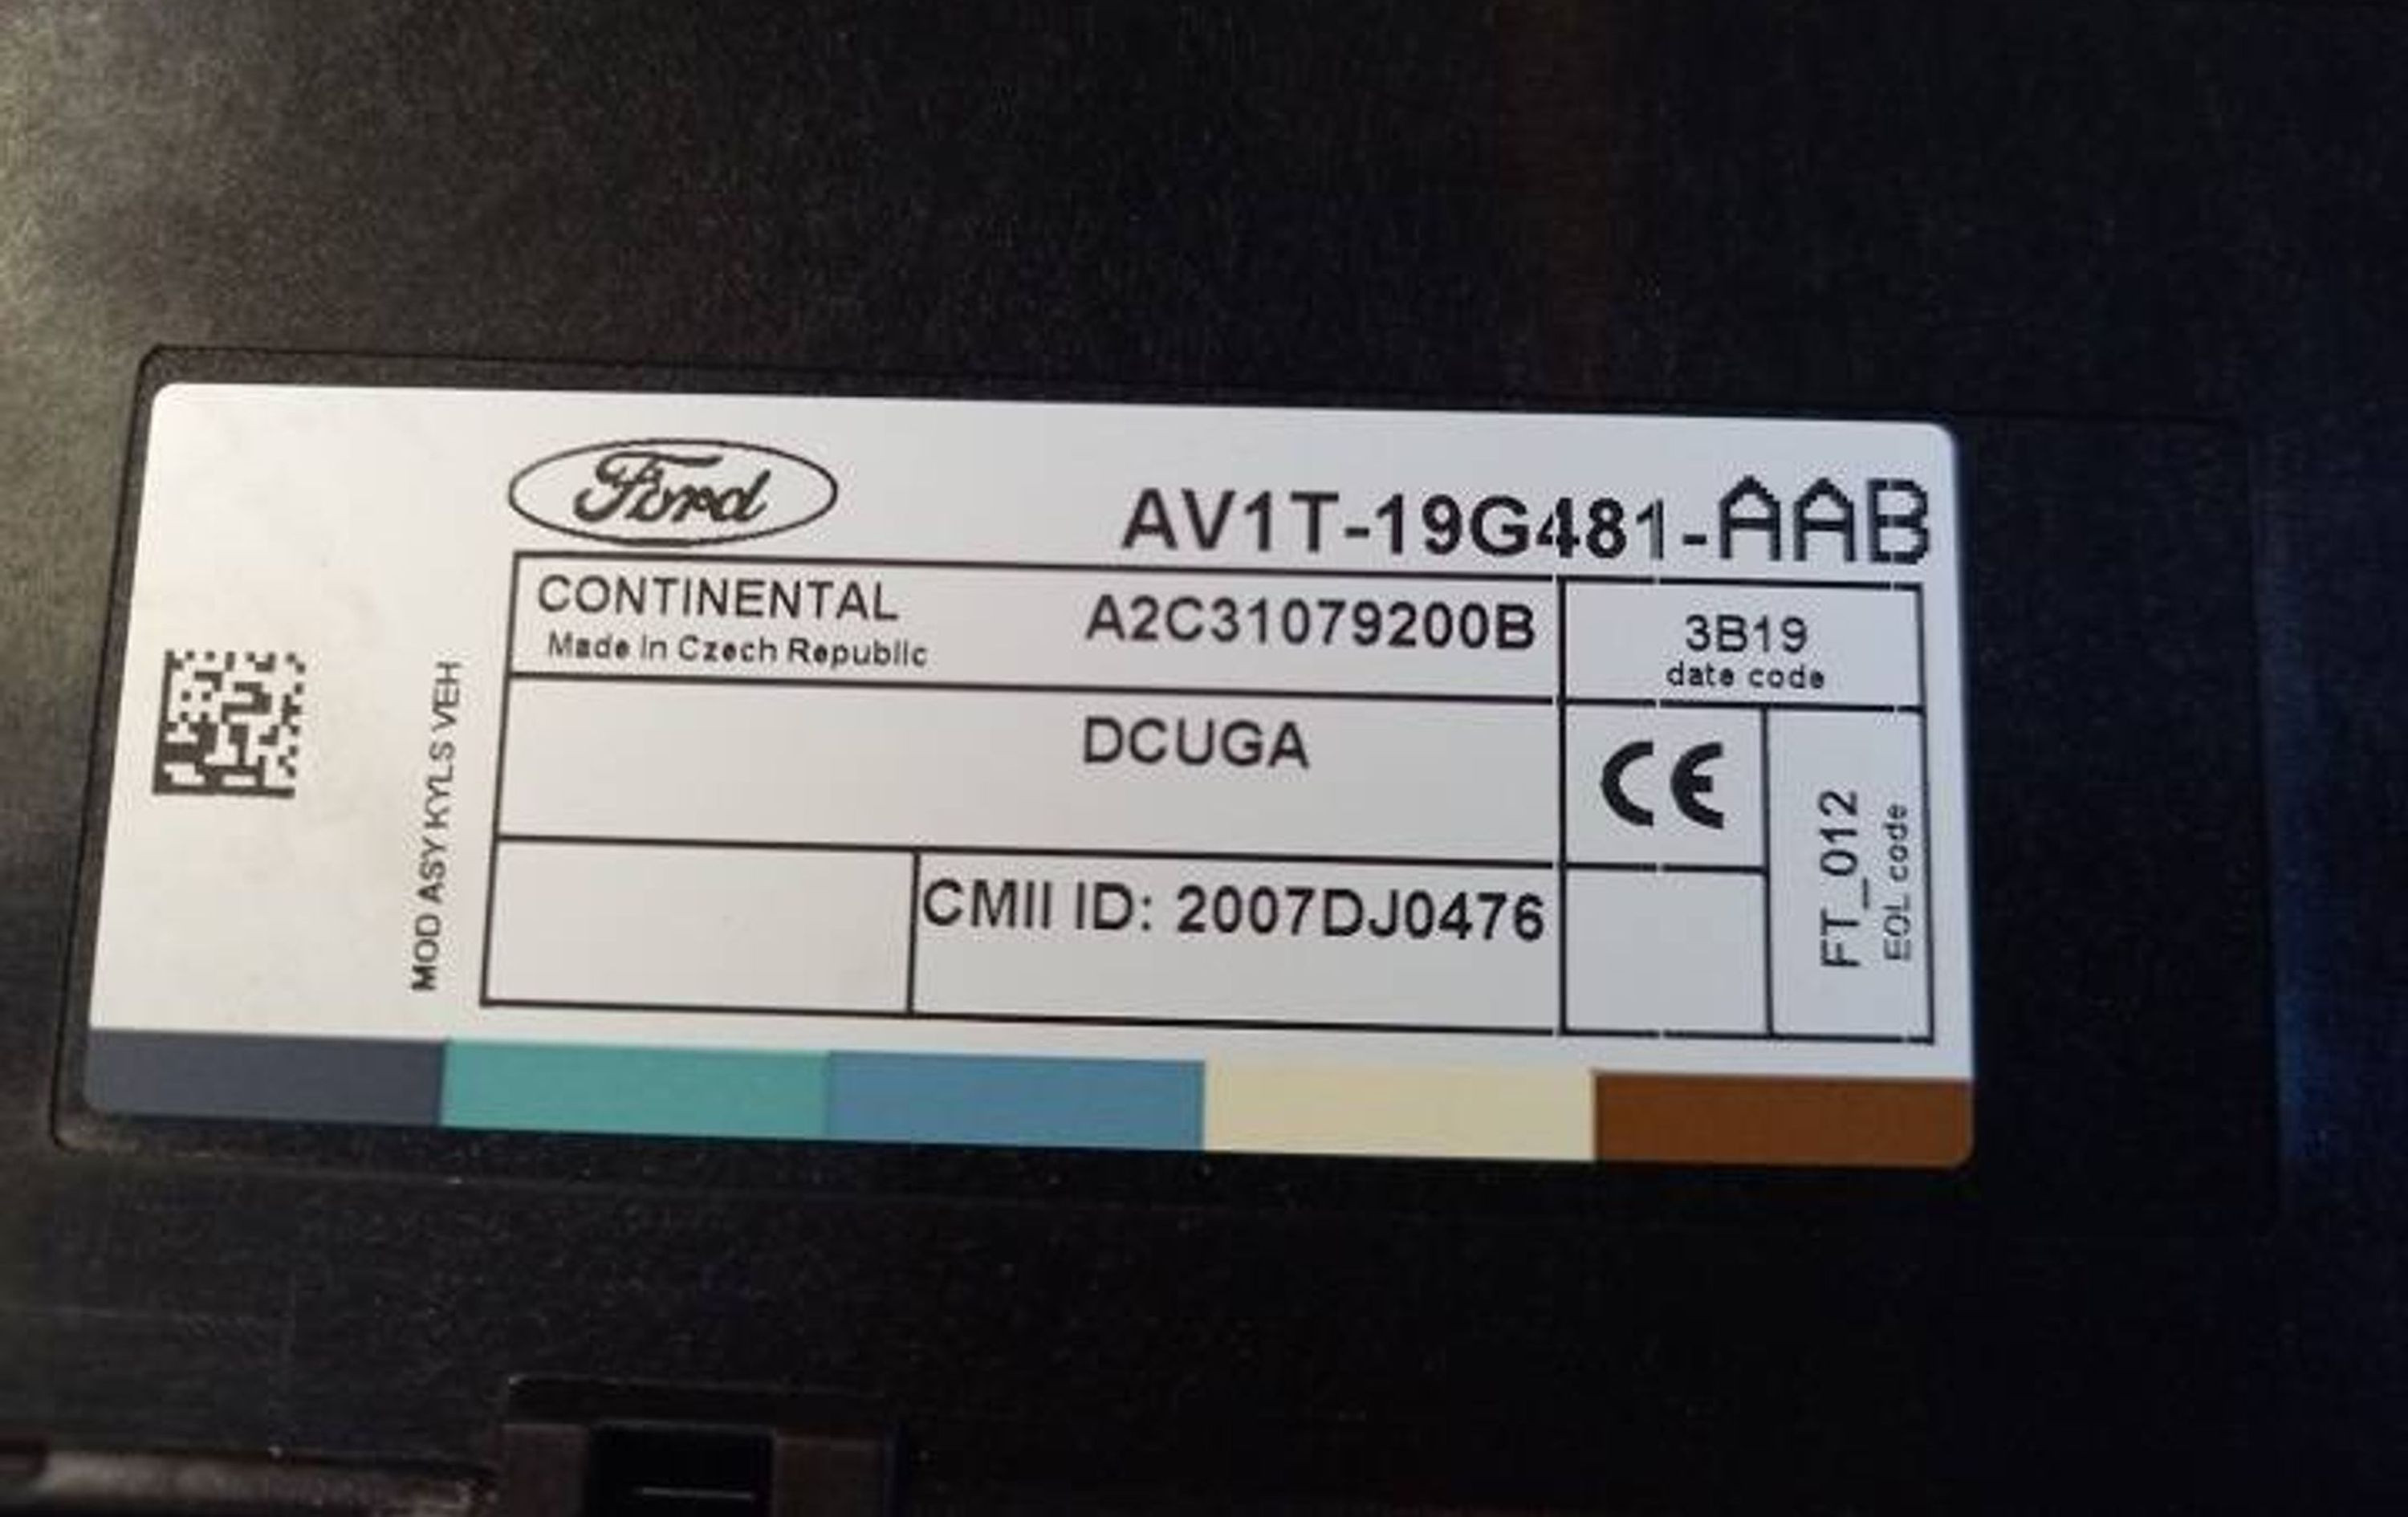 Ford
AV1T-19G481-AAB
CONTINENTAL
Made in Czech Republic
A2C31079200B
3B19
date code
DCUGA
CE
CMII ID: 2007DJ0476
FT_012
EOL code
MOD ASY KYLS VEH